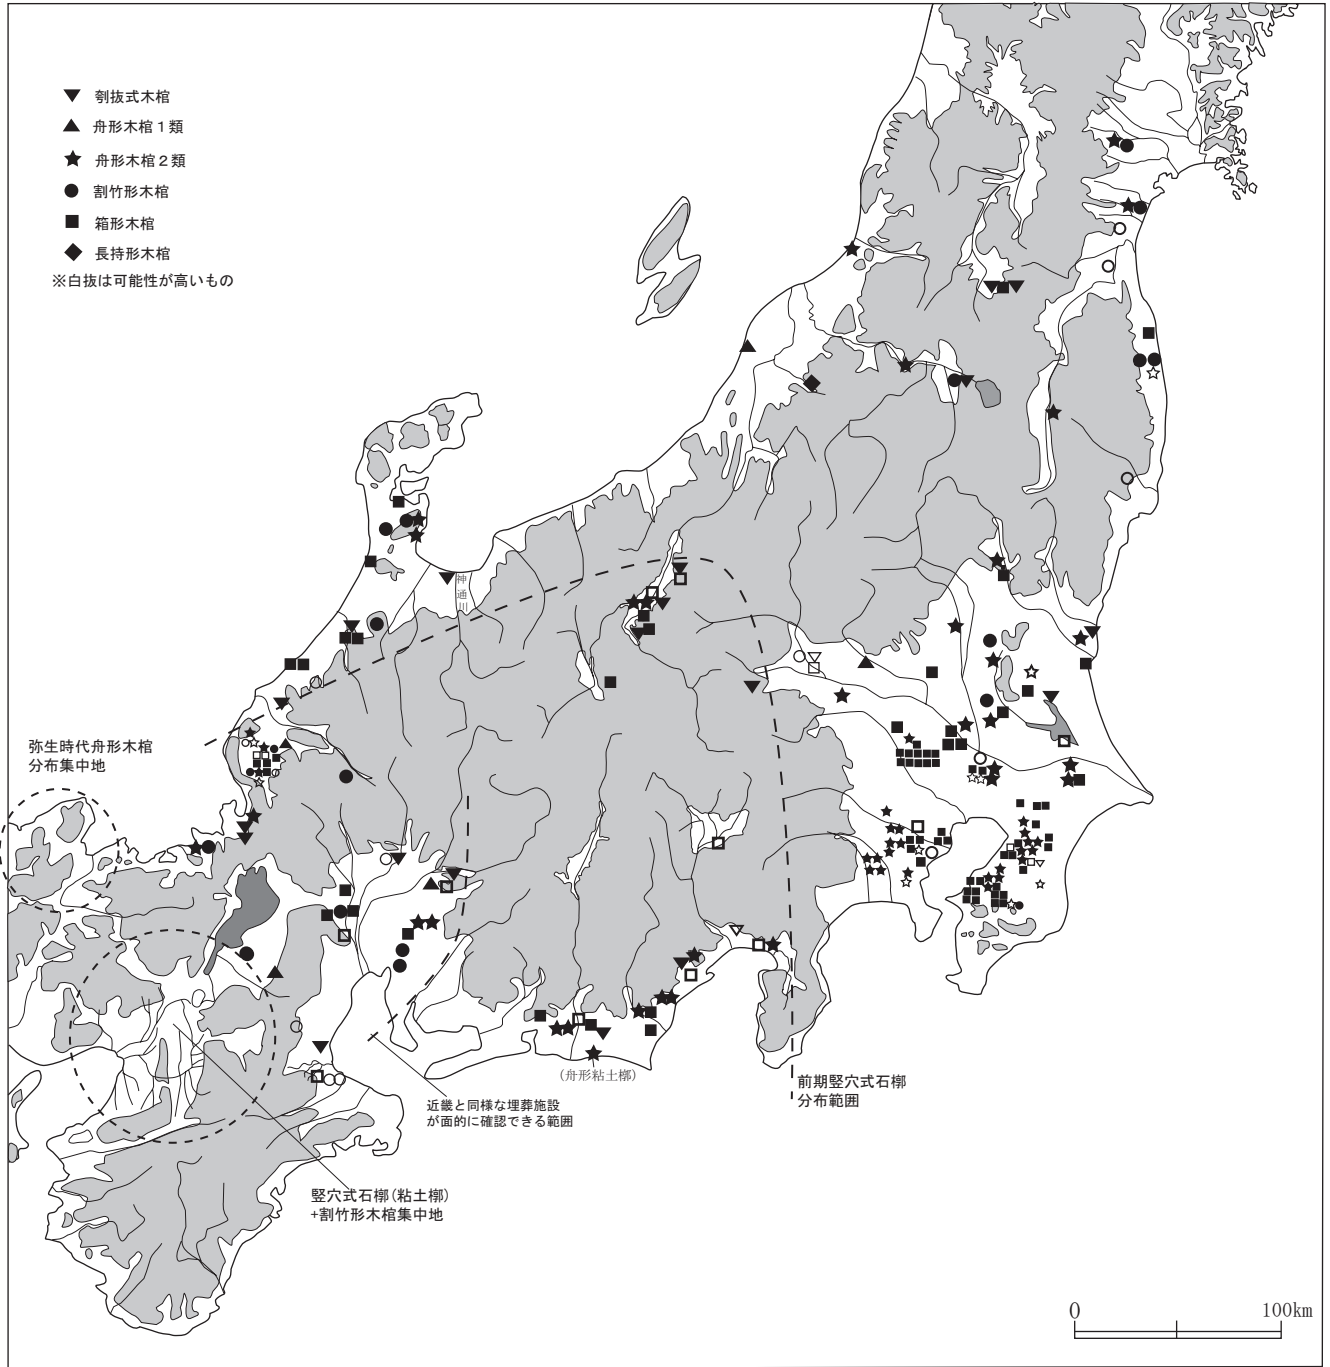 刳抜式木棺
舟形木棺１類
舟形木棺２類
割竹形木棺
箱形木棺
長持形木棺
※白抜は可能性が高いもの
神通川
弥生時代舟形木棺
分布集中地
(舟形粘土槨)
前期竪穴式石槨
分布範囲
近畿と同様な埋葬施設
が面的に確認できる範囲
竪穴式石槨(粘土槨)
+割竹形木棺集中地
0 100km